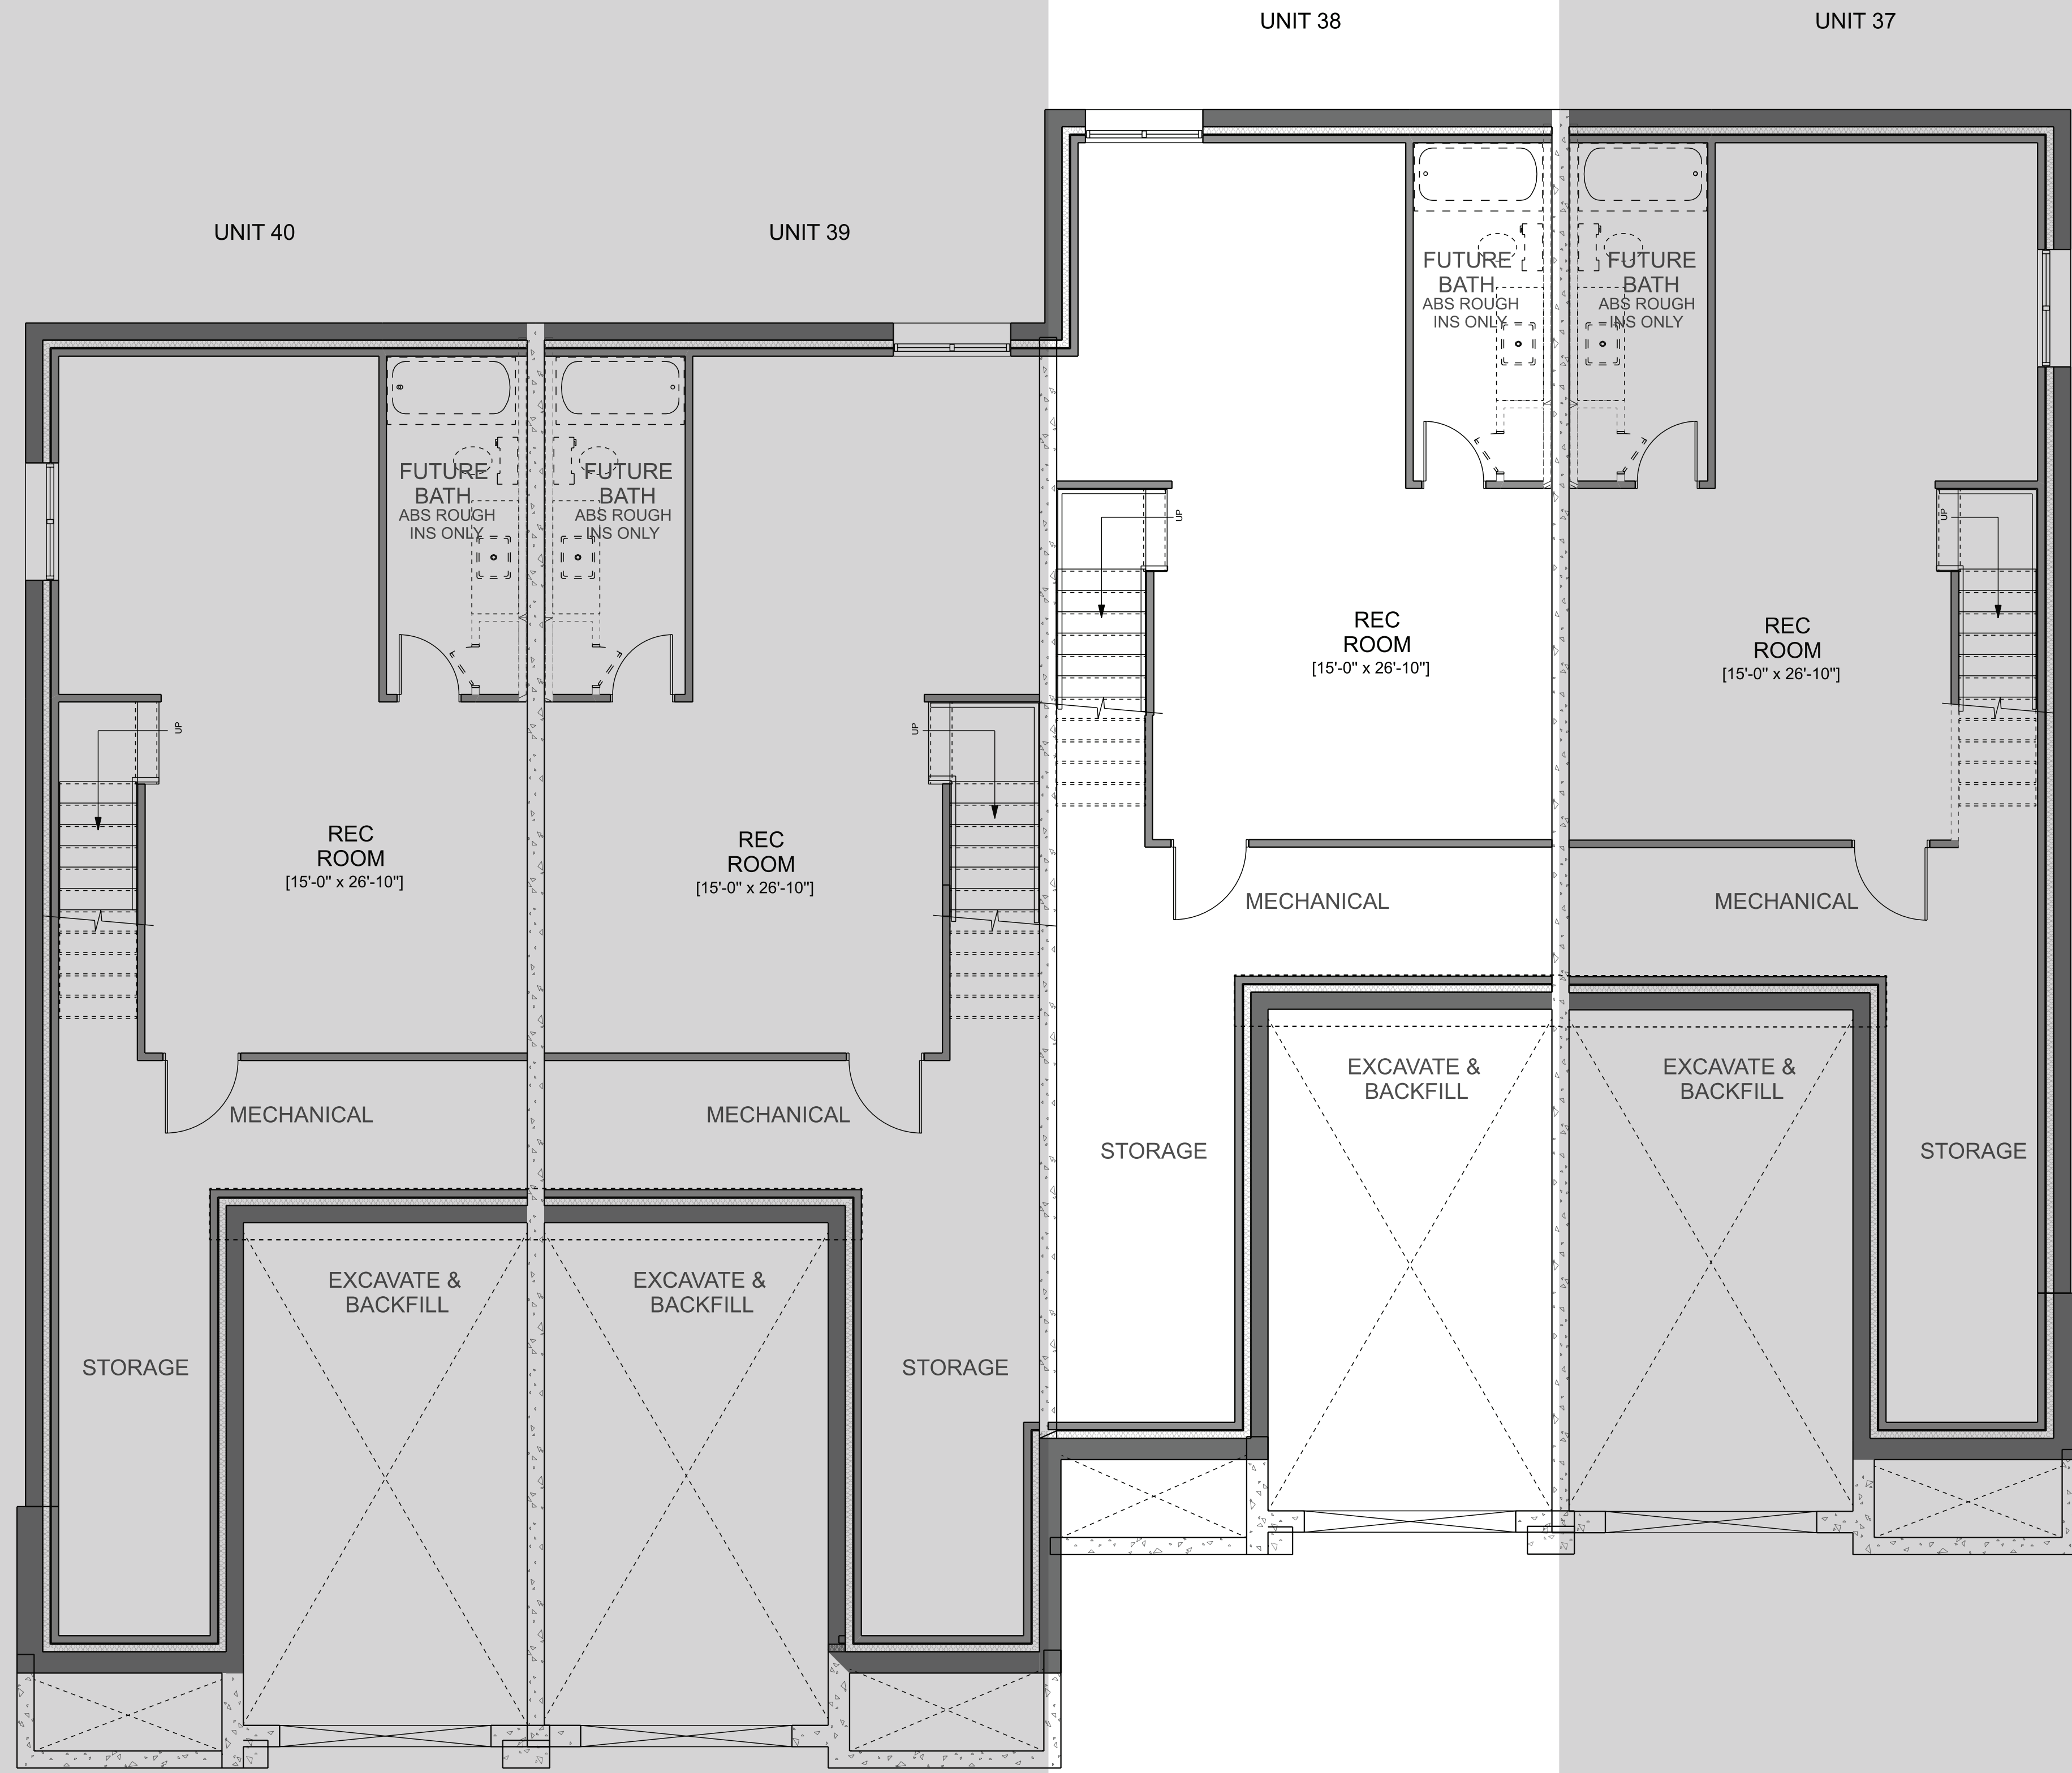 UNIT 38
UNIT 37
UNIT 40
UNIT 39
FUTURE
BATH
ABS ROUGH
INS ONLY
FUTURE
BATH
ABS ROUGH
INS ONLY
FUTURE
BATH
ABS ROUGH
INS ONLY
FUTURE
BATH
ABS ROUGH
INS ONLY
UP
UP
REC
ROOM
[15'-0" x 26'-10"]
REC
ROOM
[15'-0" x 26'-10"]
UP
UP
REC
ROOM
[15'-0" x 26'-10"]
REC
ROOM
[15'-0" x 26'-10"]
MECHANICAL
MECHANICAL
EXCAVATE &
BACKFILL
EXCAVATE &
BACKFILL
MECHANICAL
MECHANICAL
STORAGE
STORAGE
EXCAVATE &
BACKFILL
EXCAVATE &
BACKFILL
STORAGE
STORAGE